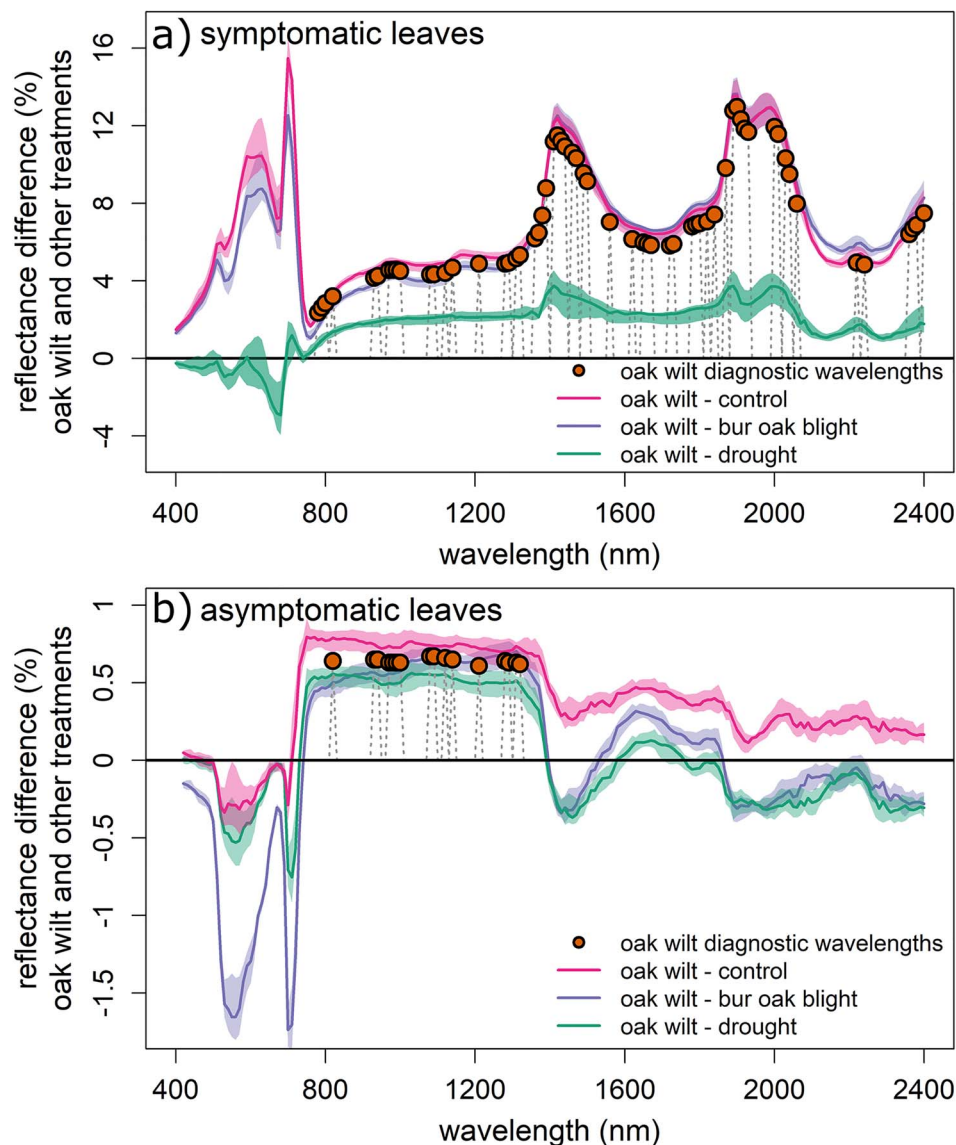 a) symptomatic leaves
reflectance difference (%)
oak wilt and other treatments
16
12
8
4
0
-4
oak wilt diagnostic wavelengths
oak wilt - control
oak wilt - bur oak blight
oak wilt - drought
400 800 1200 1600 2000 2400
wavelength (nm)
b) asymptomatic leaves
reflectance difference (%)
oak wilt and other treatments
1
0.5
0
-0.5
-1
-1.5
oak wilt diagnostic wavelengths
oak wilt - control
oak wilt - bur oak blight
oak wilt - drought
400 800 1200 1600 2000 2400
wavelength (nm)